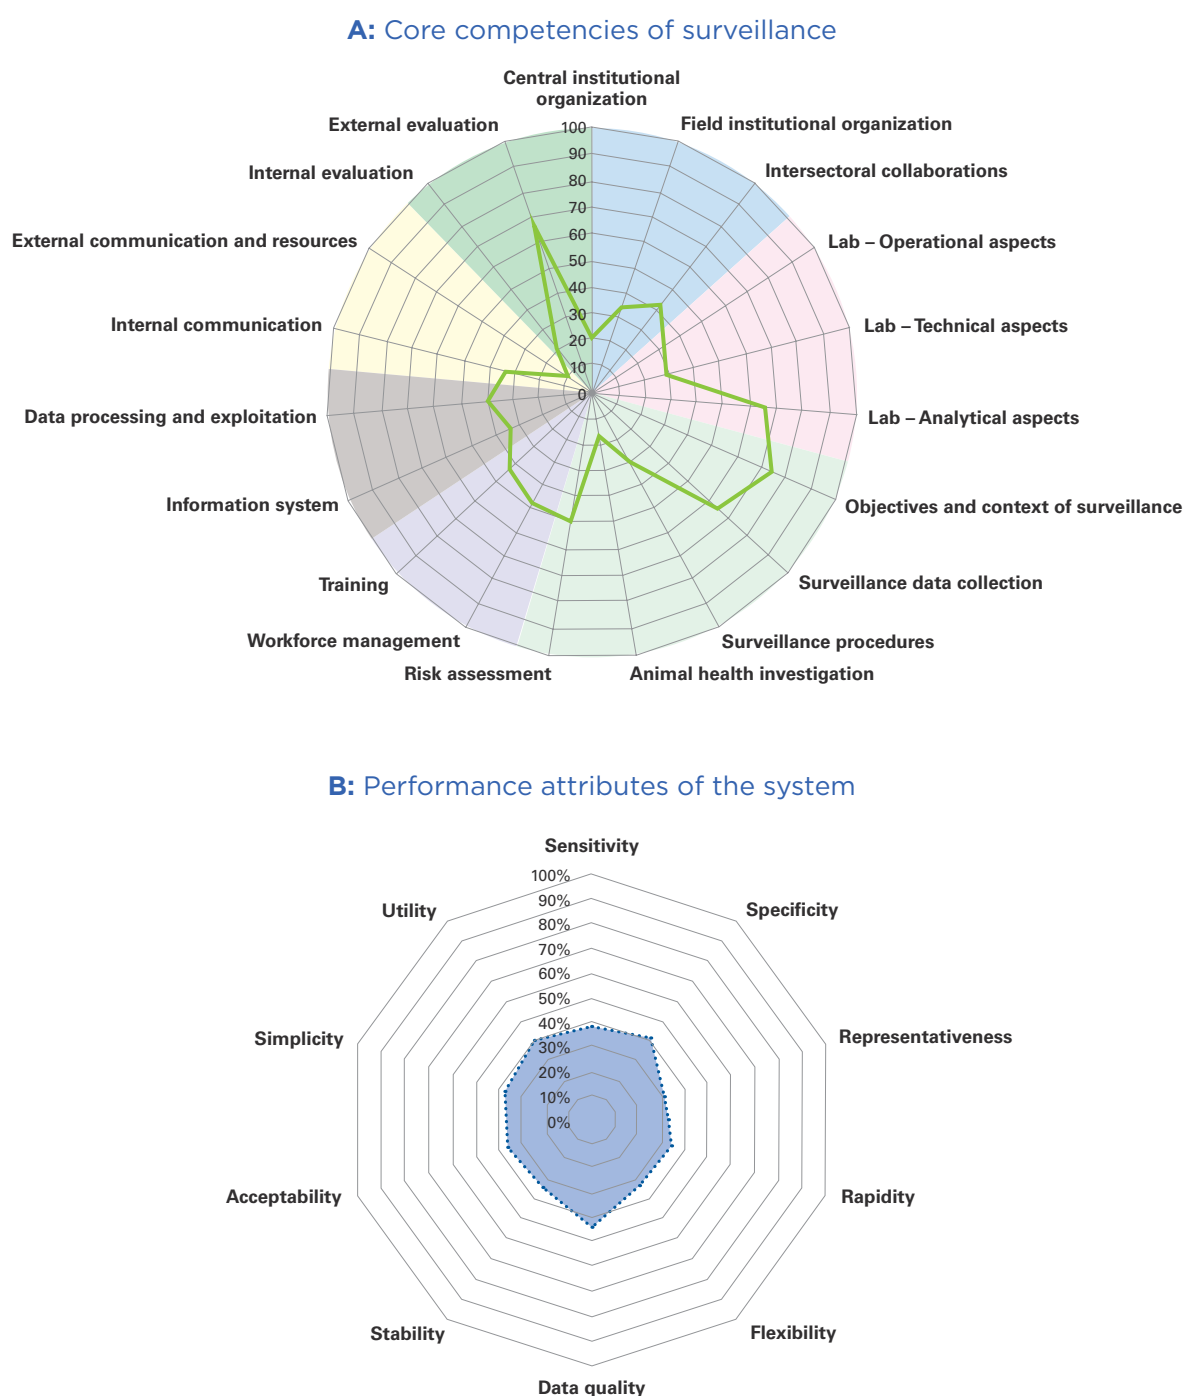 A: Core competencies of surveillance
Central institutional
organization
External evaluation
Field institutional organization
Internal evaluation
Intersectoral collaborations
External communication and resources
Lab – Operational aspects
Internal communication
Lab – Technical aspects
Data processing and exploitation
Lab – Analytical aspects
Information system
Objectives and context of surveillance
Training
Surveillance data collection
Workforce management
Surveillance procedures
Risk assessment
Animal health investigation
100
90
80
70
60
50
40
30
20
10
0
B: Performance attributes of the system
Sensitivity
100%
90%
80%
70%
60%
50%
40%
30%
20%
10%
0%
Utility
Specificity
Simplicity
Representativeness
Acceptability
Rapidity
Stability
Flexibility
Data quality